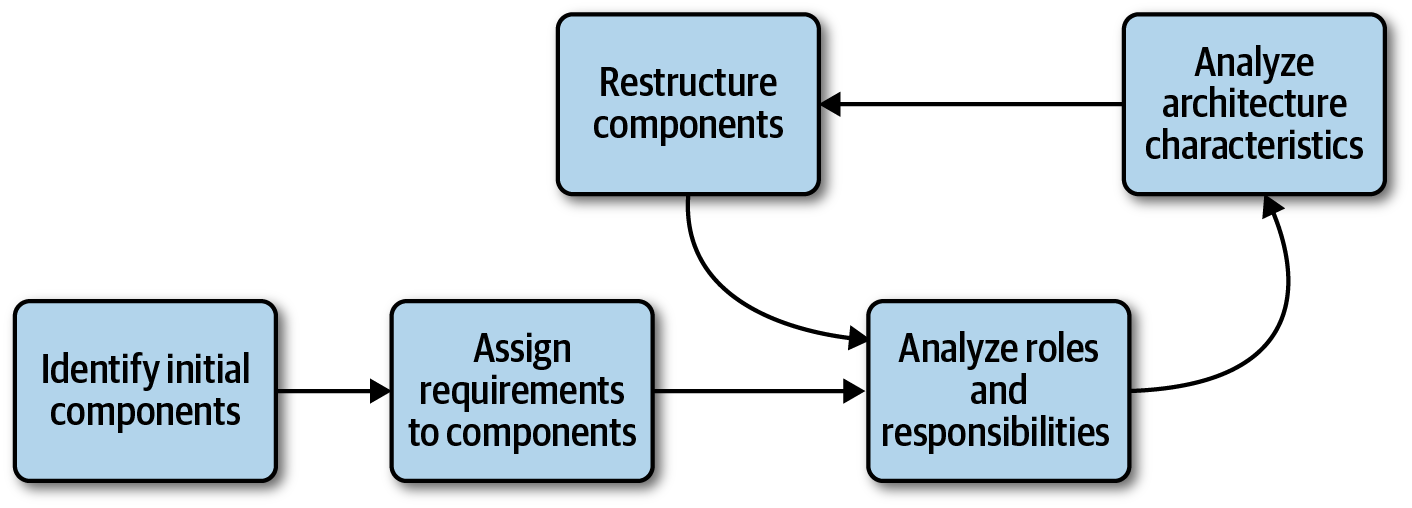 Restructure
components
Analyze
architecture
characteristics
Identify initial
components
Assign
requirements
to components
Analyze roles
and
responsibilities